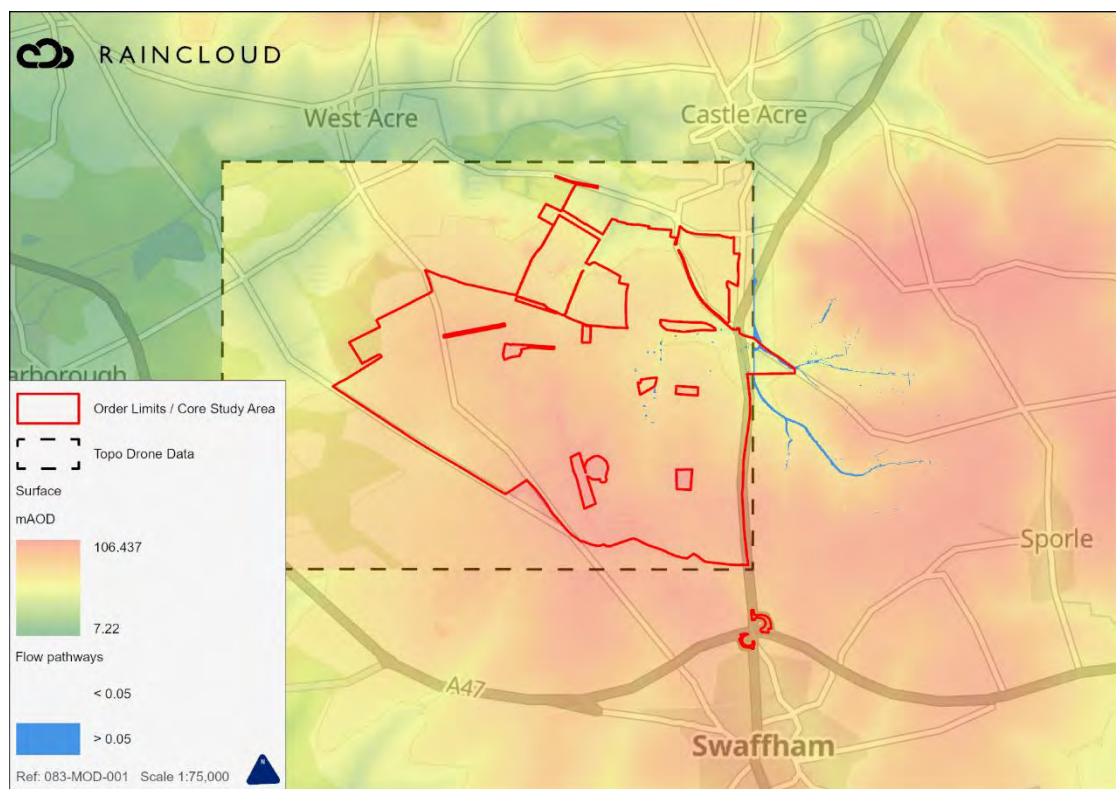 RAINCLOUD
West Acre
Castle Acre
arborough
Order Limits / Core Study Area
Topo Drone Data
Surface
mAOD
106.437
7.22
Flow pathways
< 0.05
> 0.05
Ref: 083-MOD-001 Scale 1:75,000
N
Sporle
A47
Swaffham